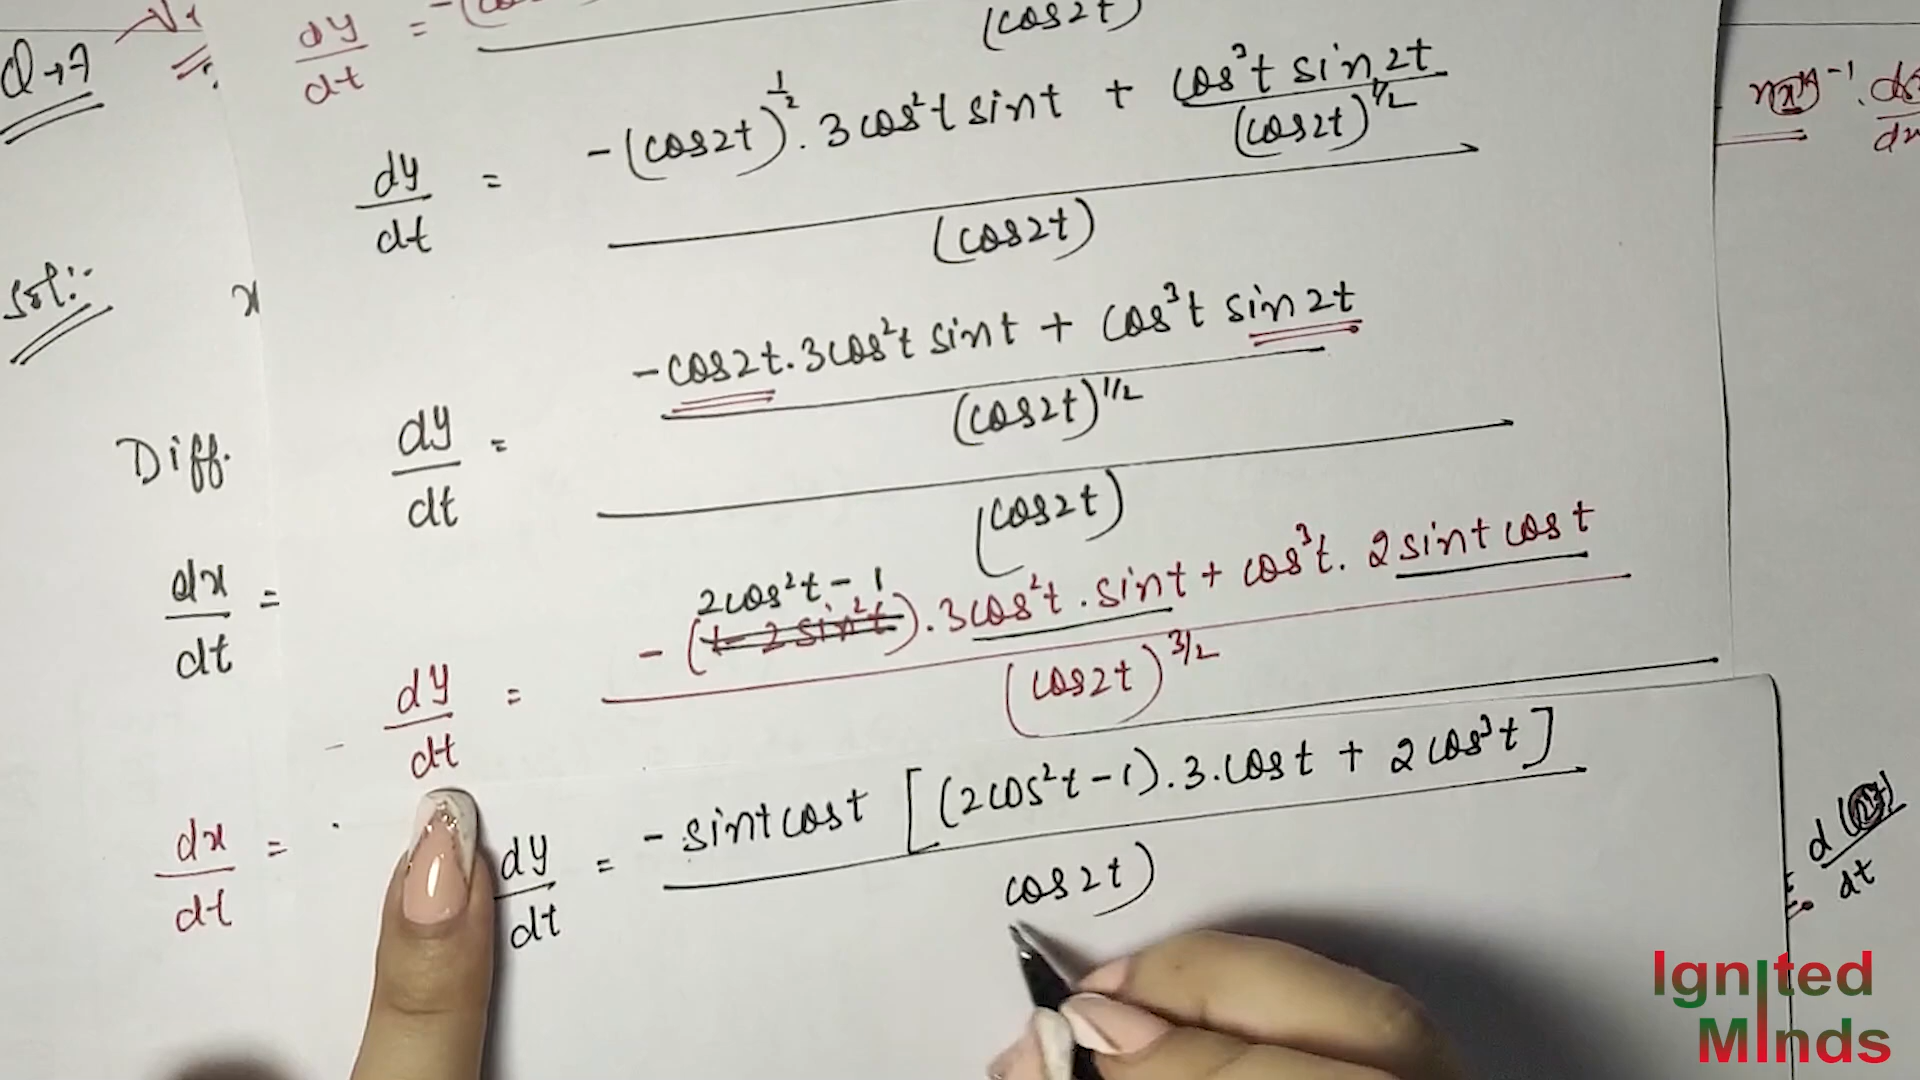 Q→7
dy/dt = (cos2t)
dy/dt = -(cos2t)^1/2 . 3cos²t sint + cos³t sin2t/(cos2t)^1/2
(cos2t)
Sol:-
x
-cos2t.3cos²t sint + cos³t sin2t
(cos2t)^1/2
Diff. dy/dt =
(cos2t)
2cos²t - 1
dx/dt =
-(1-2sin²t).3cos²t . sint + cos³t. 2sint cost
dy/dt = (cos2t)^3/2
-sintcost [(2cos²t-1).3.cost + 2cos³t]
dx/dt = dy/dt =
cos2t)
d
dt
Ignited
Minds